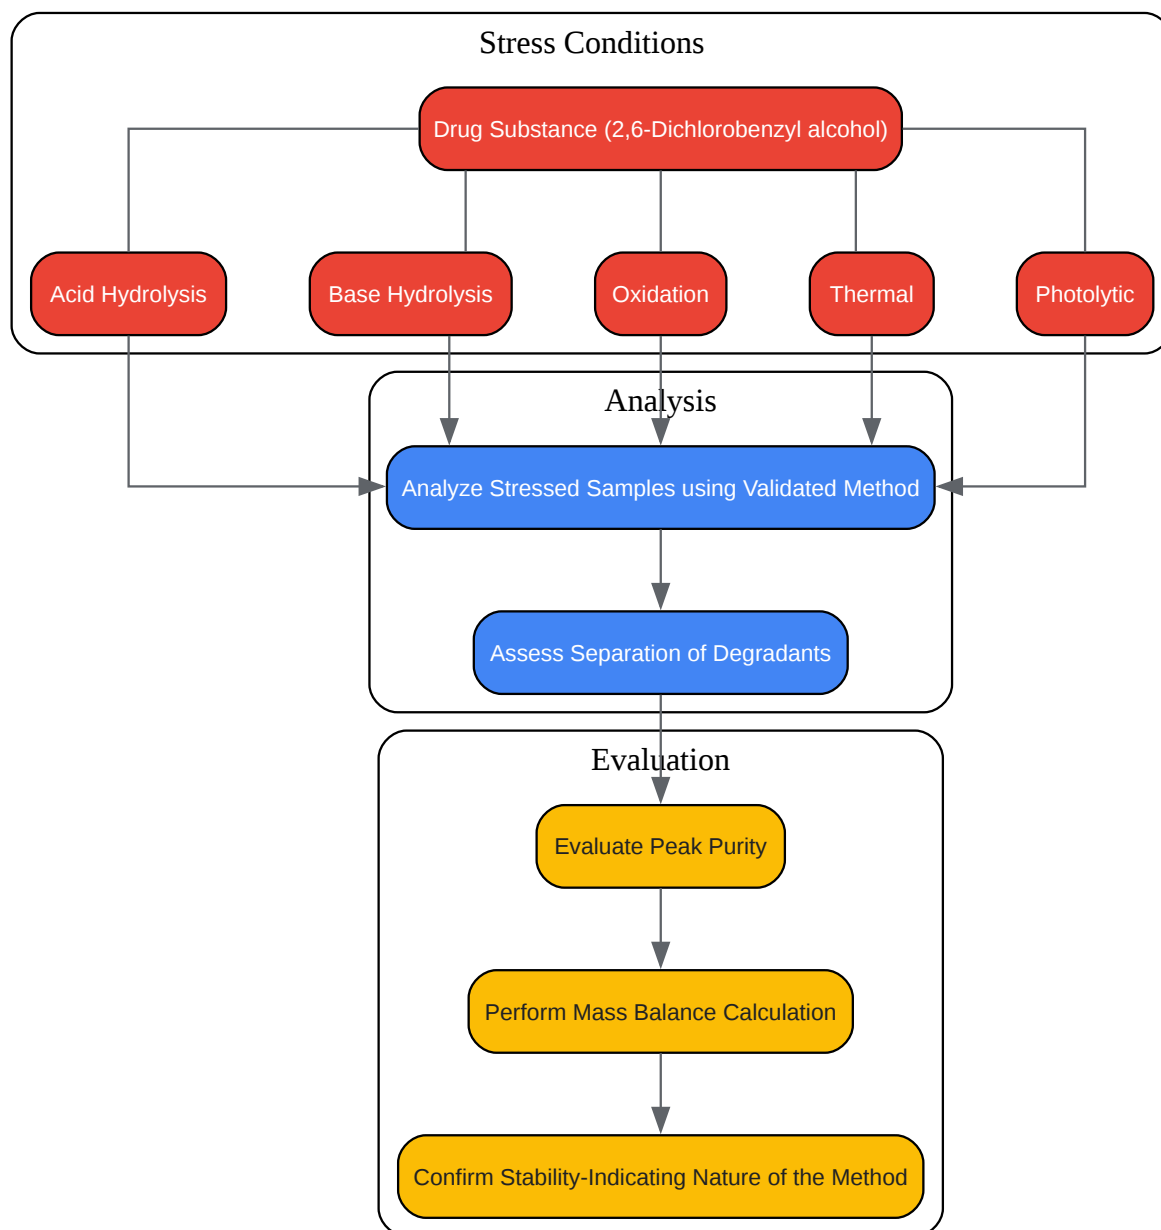 Stress Conditions
Drug Substance (2,6-Dichlorobenzyl alcohol)
Acid Hydrolysis
Base Hydrolysis
Oxidation
Thermal
Photolytic
Analysis
Analyze Stressed Samples using Validated Method
Assess Separation of Degradants
Evaluation
Evaluate Peak Purity
Perform Mass Balance Calculation
Confirm Stability-Indicating Nature of the Method